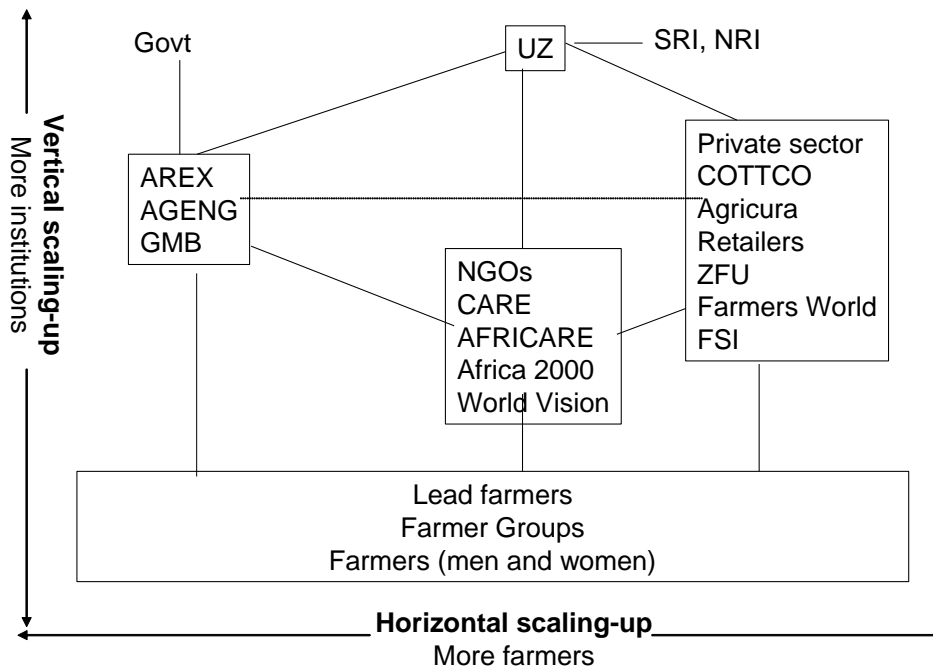 Govt
UZ
SRI, NRI
Vertical scaling-up
More institutions
AREX
AGENG
GMB
Private sector
COTTCO
Agricura
Retailers
ZFU
Farmers World
FSI
NGOs
CARE
AFRICARE
Africa 2000
World Vision
Lead farmers
Farmer Groups
Farmers (men and women)
Horizontal scaling-up
More farmers